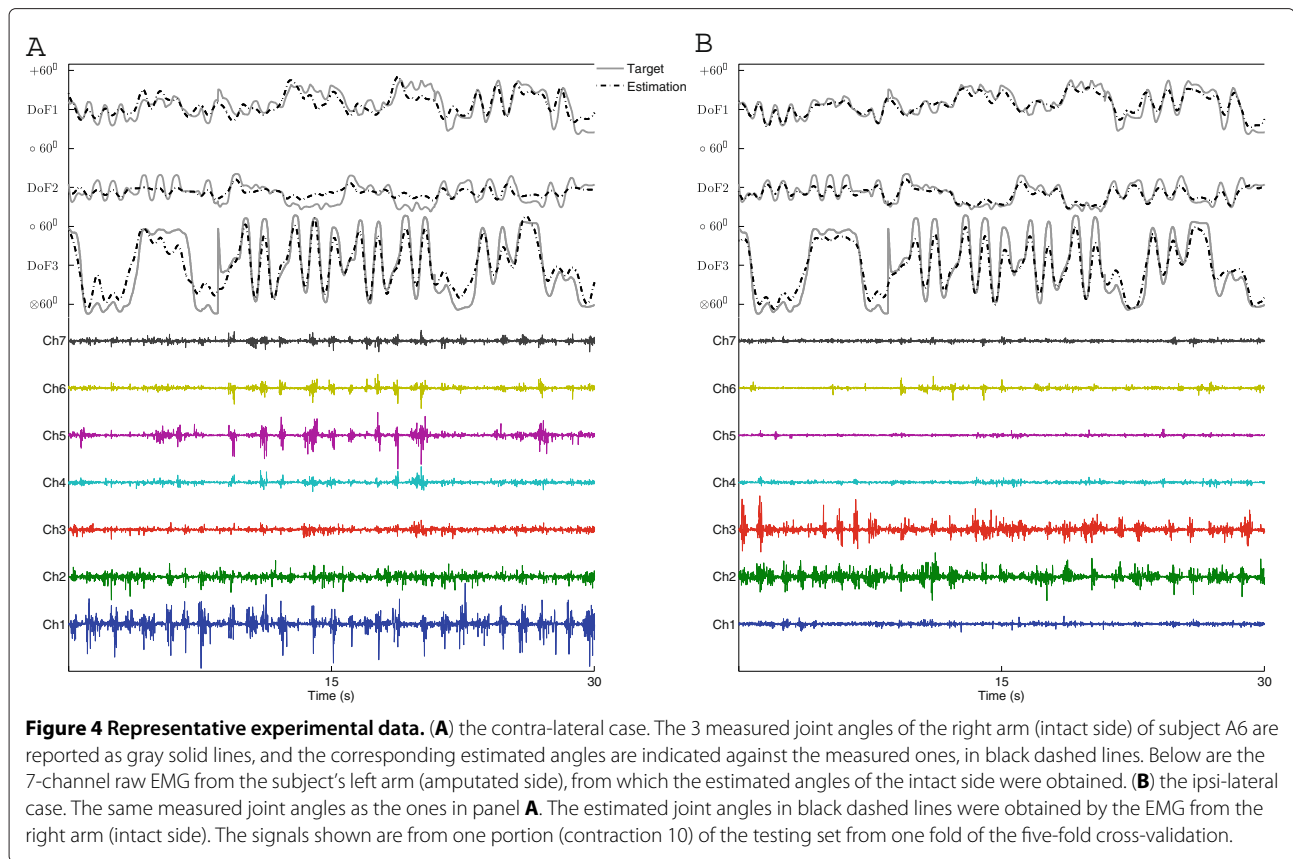 A
B
+60▯
Target
Estimation
+60▯
DoF1
DoF1
∘ 60▯
∘ 60▯
DoF2
DoF2
∘ 60▯
∘ 60▯
DoF3
DoF3
⊗60▯
⊗60▯
Ch7
Ch7
Ch6
Ch6
Ch5
Ch5
Ch4
Ch4
Ch3
Ch3
Ch2
Ch2
Ch1
Ch1
15
30
15
30
Time (s)
Time (s)
Figure 4 Representative experimental data. (A) the contra-lateral case. The 3 measured joint angles of the right arm (intact side) of subject A6 are
reported as gray solid lines, and the corresponding estimated angles are indicated against the measured ones, in black dashed lines. Below are the
7-channel raw EMG from the subject's left arm (amputated side), from which the estimated angles of the intact side were obtained. (B) the ipsi-lateral
case. The same measured joint angles as the ones in panel A. The estimated joint angles in black dashed lines were obtained by the EMG from the
right arm (intact side). The signals shown are from one portion (contraction 10) of the testing set from one fold of the five-fold cross-validation.